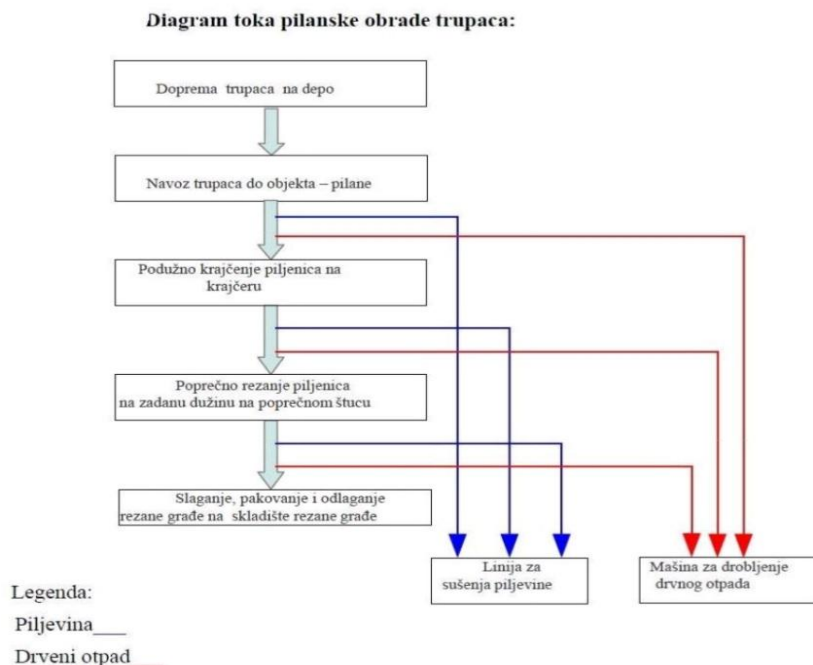 Diagram toka pilanske obrade trupaca:
Doprema trupaca na depo
Navoz trupaca do objekta – pilane
Podužno krajčenje piljenica na
krajčeru
Poprečno rezanje piljenica
na zadanu dužinu na poprečnom štucu
Slaganje, pakovanje i odlaganje
rezane građe na skladište rezane građe
Linija za
sušenja piljevine
Mašina za drobljenje
drvnog otpada
Legenda:
Piljevina___
Drveni otpad___